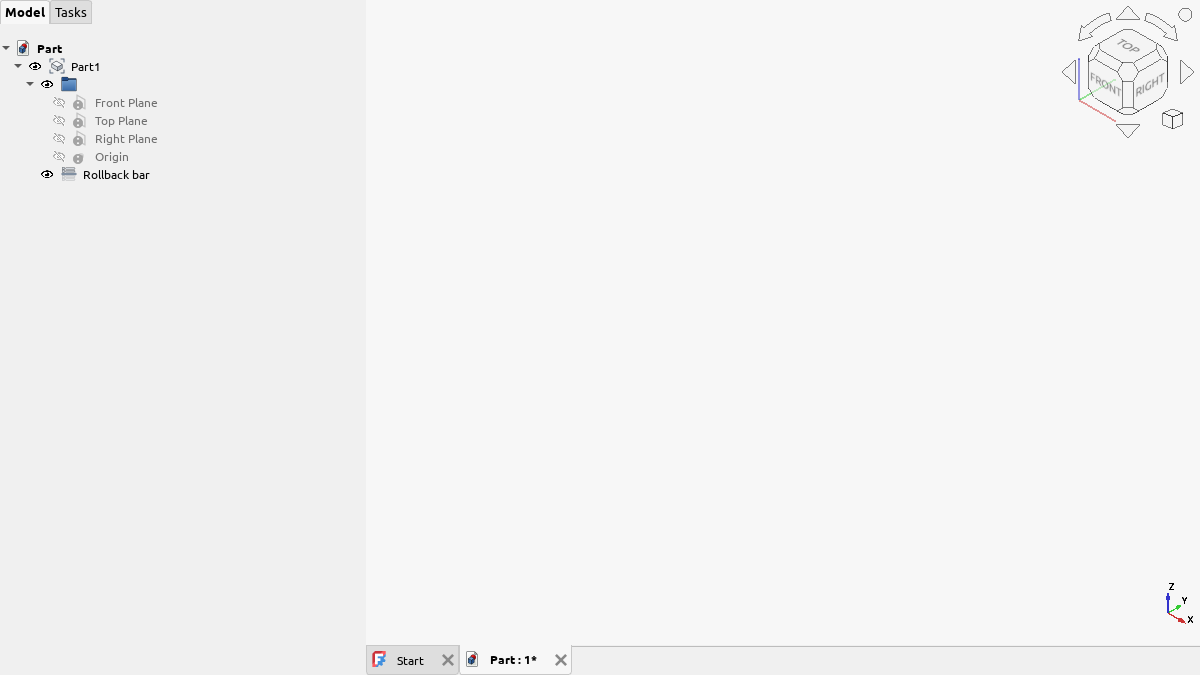 Model Tasks
Part
Part1
Front Plane
Top Plane
Right Plane
Origin
Rollback bar
TOP
FRONT
RIGHT
Z
Y
X
Start
Part : 1*